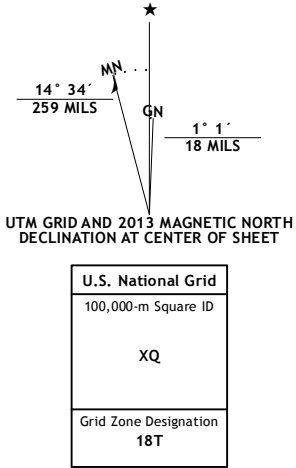 ★
MN
14° 34´
259 MILS
GN
1° 1´
18 MILS
UTM GRID AND 2013 MAGNETIC NORTH
DECLINATION AT CENTER OF SHEET
U.S. National Grid
100,000-m Square ID
XQ
Grid Zone Designation
18T